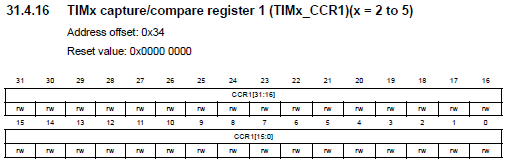 31.4.16 TIMx capture/compare register 1 (TIMx_CCR1)(x = 2 to 5)
Address offset: 0x34
Reset value: 0x0000 0000
31 30 29 28 27 26 25 24 23 22 21 20 19 18 17 16
CCR1[31:16]
rw rw rw rw rw rw rw rw rw rw rw rw rw rw rw rw
15 14 13 12 11 10 9 8 7 6 5 4 3 2 1 0
CCR1[15:0]
rw rw rw rw rw rw rw rw rw rw rw rw rw rw rw rw